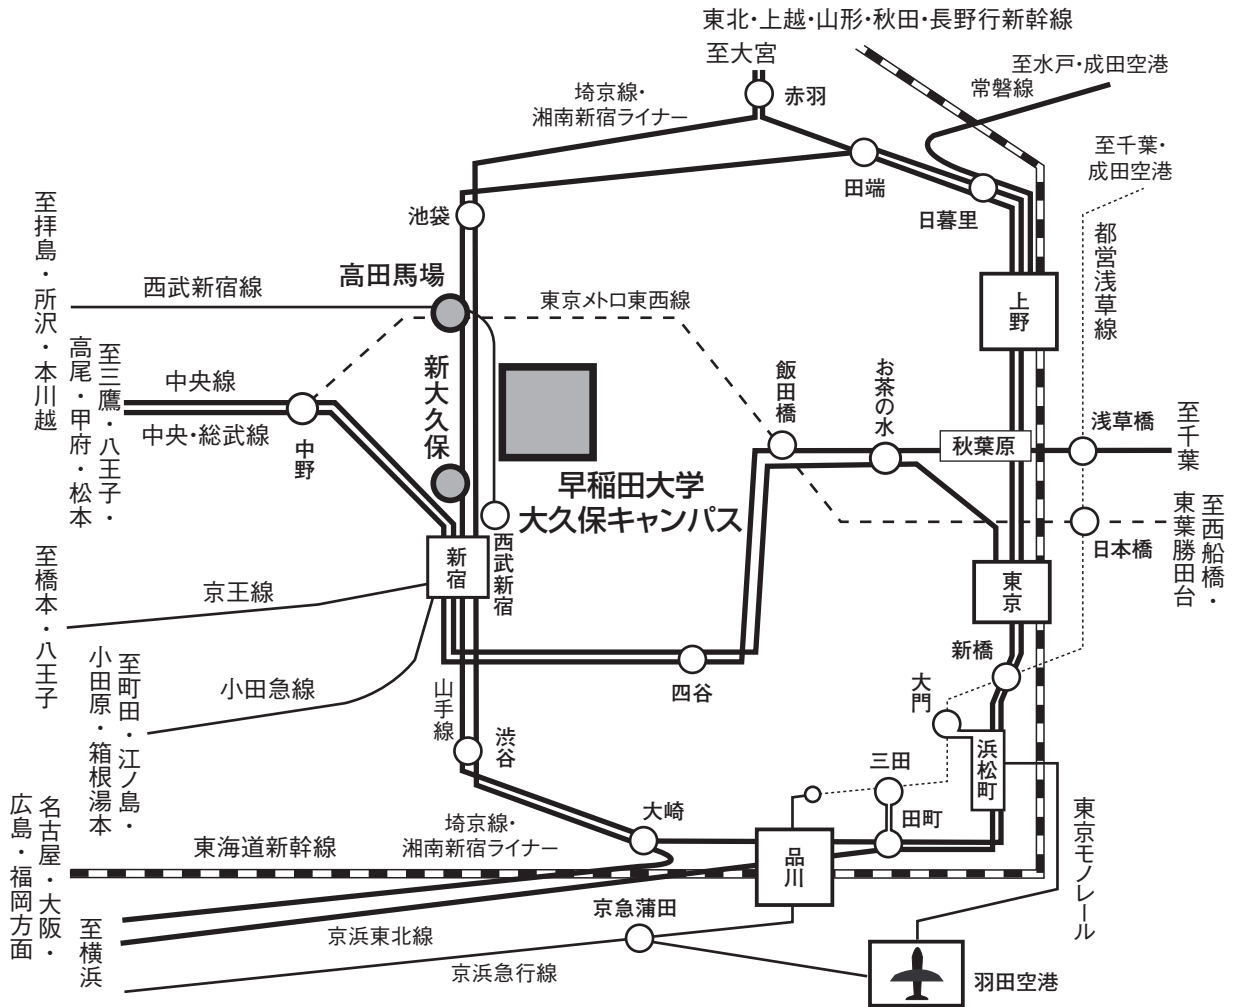 東北・上越・山形・秋田・長野行新幹線
至大宮
至水戸・成田空港
常磐線
埼京線・
湘南新宿ライナー
赤羽
至千葉・
成田空港
田端
日暮里
池袋
至拝島・所沢・本川越
西武新宿線
高田馬場
東京メトロ東西線
都営浅草線
上野
至三鷹・八王子・
高尾・甲府・松本
中央線
中央・総武線
中野
新大久保
飯田橋
お茶の水
秋葉原
浅草橋
至千葉
早稲田大学
大久保キャンパス
西武新宿
新宿
日本橋
至西船橋・
東葉勝田台
至橋本・八王子
京王線
東京
至町田・江ノ島・
小田原・箱根湯本
小田急線
山手線
四谷
新橋
大門
渋谷
浜松町
三田
田町
大崎
品川
東京モノレール
名古屋・大阪・
広島・福岡方面
東海道新幹線
埼京線・
湘南新宿ライナー
至横浜
京浜東北線
京急蒲田
京浜急行線
羽田空港